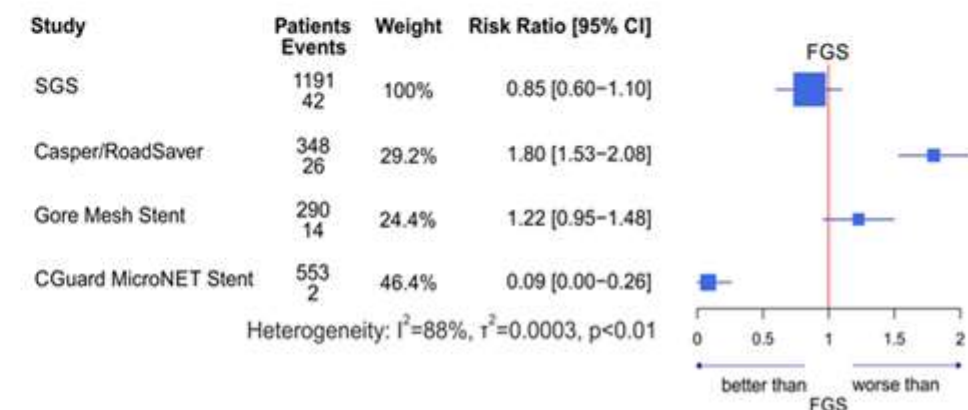 Study Patients Events Weight Risk Ratio [95% CI]
FGS
SGS 1191 42 100% 0.85 [0.60−1.10]
Casper/RoadSaver 348 26 29.2% 1.80 [1.53−2.08]
Gore Mesh Stent 290 14 24.4% 1.22 [0.95−1.48]
CGuard MicroNET Stent 553 2 46.4% 0.09 [0.00−0.26]
Heterogeneity: I²=88%, τ²=0.0003, p<0.01
0 0.5 1 1.5 2
better than worse than
FGS